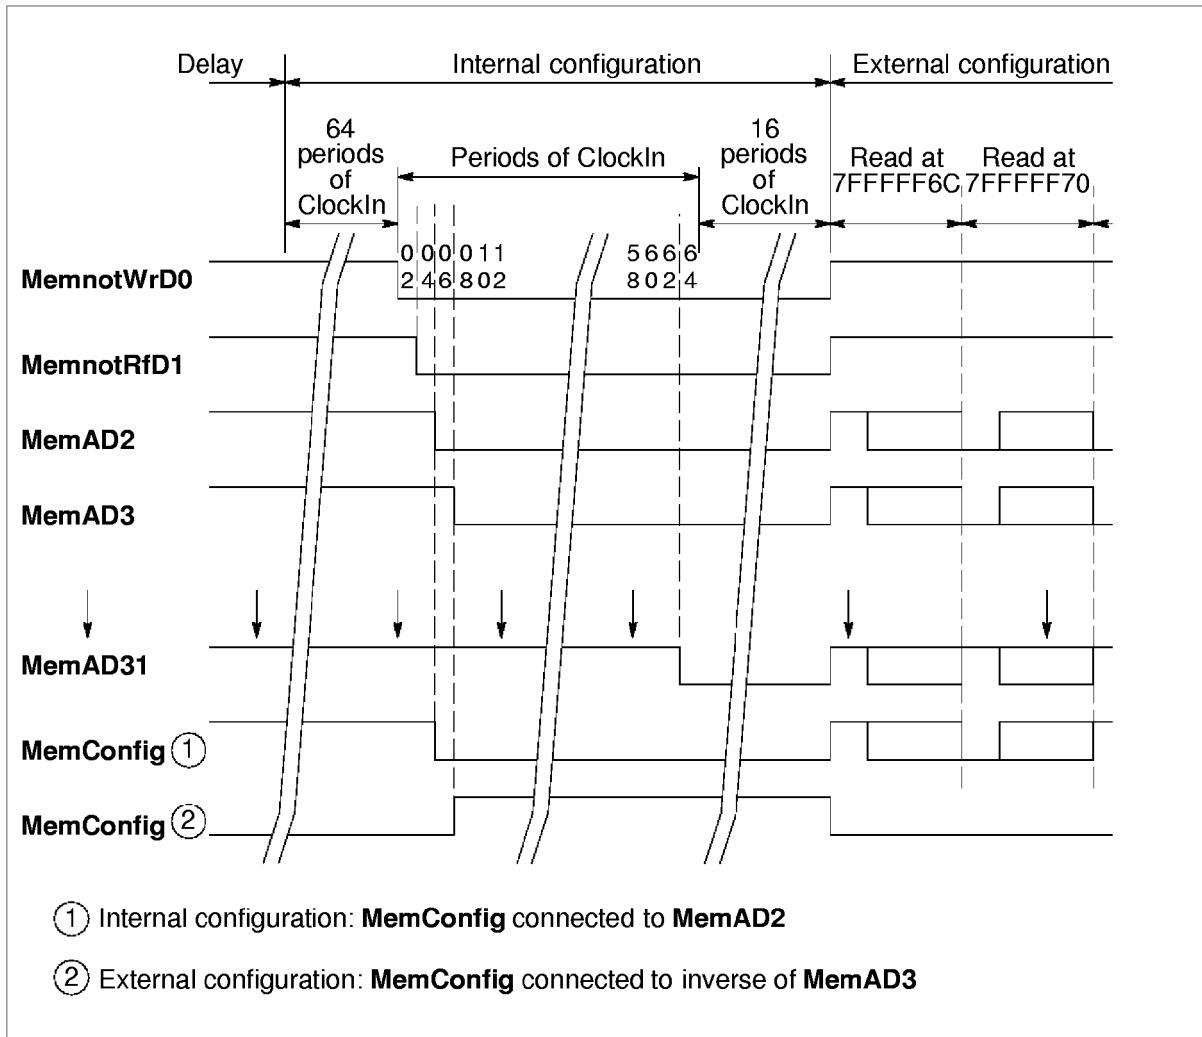 Delay Internal configuration External configuration
64 periods of ClockIn
Periods of ClockIn
16 periods of ClockIn
Read at 7FFFFF6C
Read at 7FFFFF70
0 0 0 0 1 1 5 6 6 6
2 4 6 8 0 2 8 0 2 4
MemnotWrD0
MemnotRfD1
MemAD2
MemAD3
MemAD31
MemConfig 1
MemConfig 2
1 Internal configuration: MemConfig connected to MemAD2
2 External configuration: MemConfig connected to inverse of MemAD3